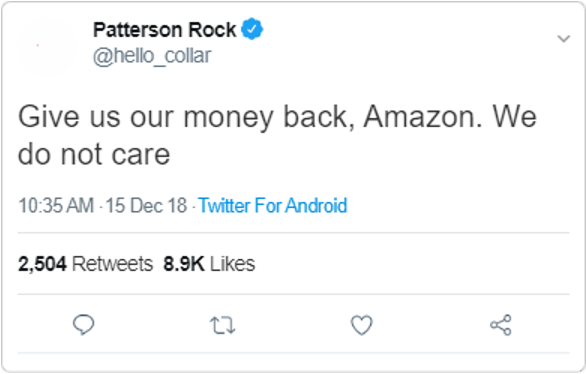 Patterson Rock
@hello_collar
Give us our money back, Amazon. We
do not care
10:35 AM · 15 Dec 18 · Twitter For Android
2,504 Retweets 8.9K Likes